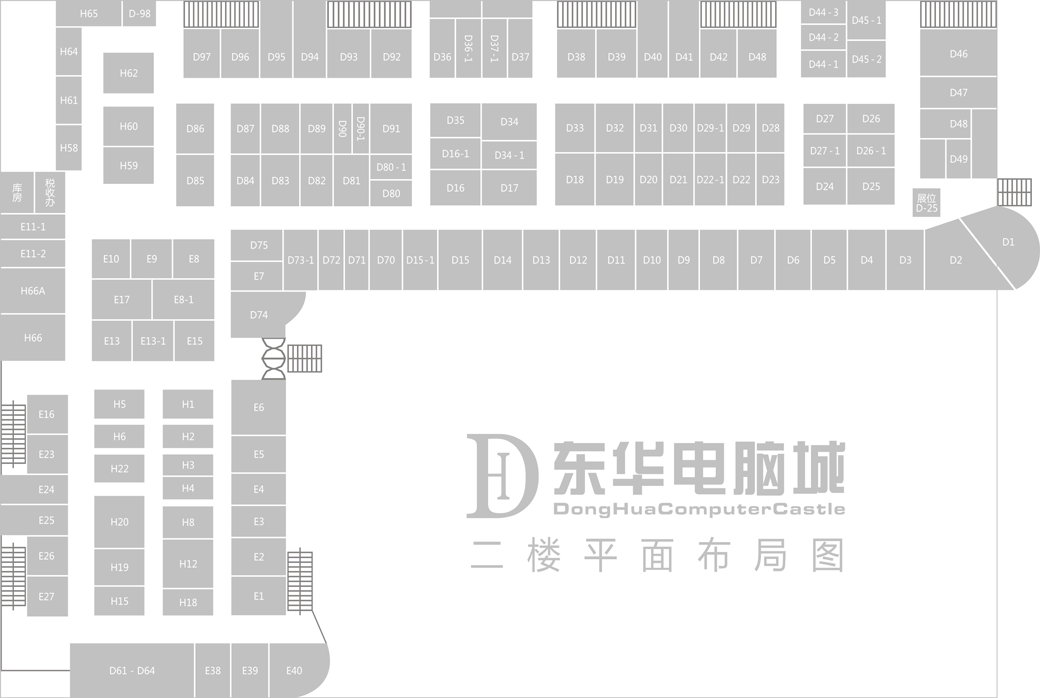 H65 D-98
H64
H61
H58
H62
H60
H59
D97 D96 D95 D94 D93 D92
D36 D36-1 D37-1 D37
D38 D39 D40 D41 D42 D48
D44-3 D45-1
D44-2
D44-1 D45-2
D46
D47
D48
D49
D86 D87 D88 D89 D90 D90-1 D91
D80-1
D85 D84 D83 D82 D81 D80
D35 D34
D16-1 D34-1
D16 D17
D33 D32 D31 D30 D29-1 D29 D28
D18 D19 D20 D21 D22-1 D22 D23
D27 D26
D27-1 D26-1
D24 D25
展位
D-25
库房 税收办
E11-1
E11-2
H66A
H66
E10 E9 E8
E17 E8-1
E13 E13-1 E15
D75
E7
D74
D73-1 D72 D71 D70 D15-1 D15 D14 D13 D12 D11 D10 D9 D8 D7 D6 D5 D4 D3 D2 D1
E16
E23
E24
E25
E26
E27
H5 H1
H6 H2
H22 H3
H4
H20 H8
H19 H12
H15 H18
E6
E5
E4
E3
E2
E1
D61-D64 E38 E39 E40
DH 东华电脑城
DongHuaComputerCastle
二楼平面布局图